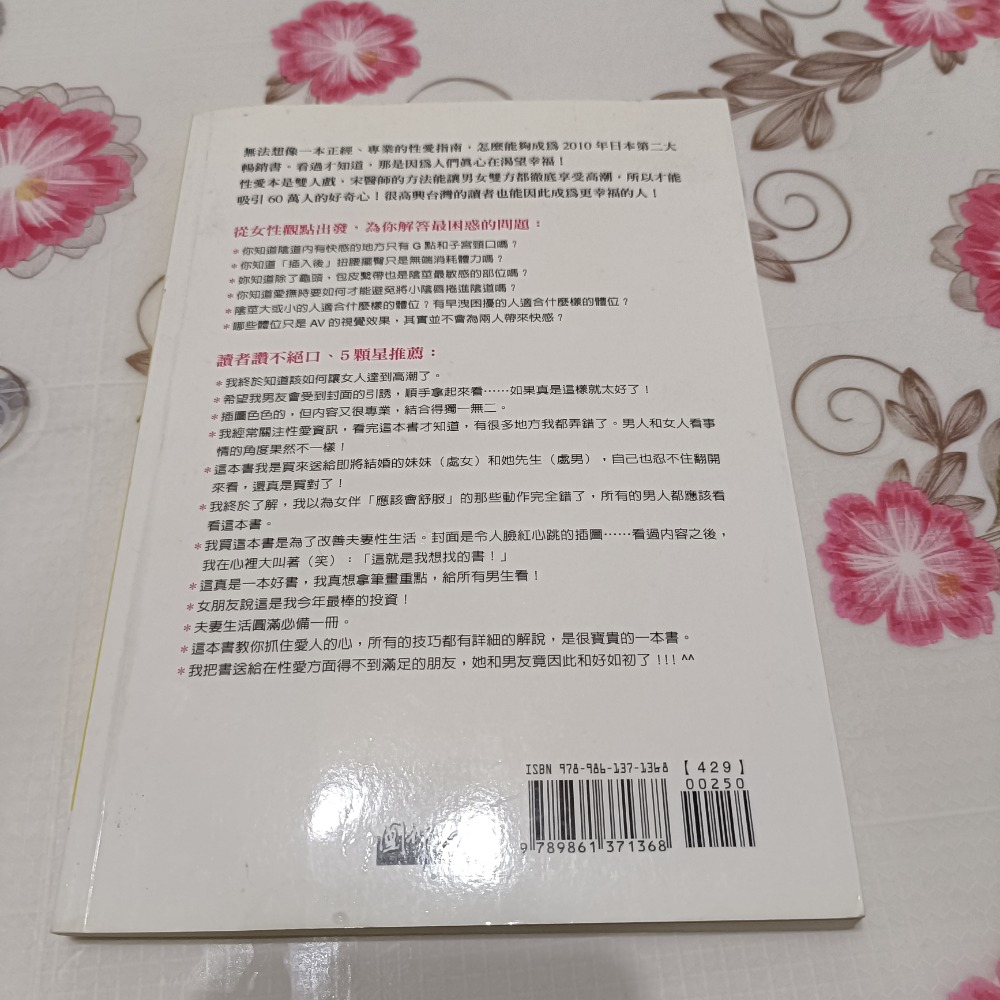 無法想像一本正經、專業的性愛指南，怎麼能夠成為 2010 年日本第二大
暢銷書。看過才知道，那是因為人們真心在渴望幸福！
性愛本是雙人戲，宋醫師的方法能讓男女雙方都徹底享受高潮，所以才能
吸引 60 萬人的好奇心！很高興台灣的讀者也能因此成為更幸福的人！
從女性觀點出發、為你解答最困惑的問題：
＊你知道陰道內有快感的地方只有 G 點和子宮頸口嗎？
＊你知道「插入後」扭腰擺臀只是無端消耗體力嗎？
＊妳知道除了龜頭，包皮繫帶也是陰莖最敏感的部位嗎？
＊你知道愛撫時要如何才能避免將小陰唇捲進陰道嗎？
＊陰莖大或小的人適合什麼樣的體位？有早洩困擾的人適合什麼樣的體位？
＊哪些體位只是 AV 的視覺效果，其實並不會為兩人帶來快感？
讀者讚不絕口、5 顆星推薦：
＊我終於知道該如何讓女人達到高潮了。
＊希望我男友會受到封面的引誘，順手拿起來看……如果真是這樣就太好了！
＊插圖色色的，但內容又很專業，結合得獨一無二。
＊我經常關注性愛資訊，看完這本書才知道，有很多地方我都弄錯了。男人和女人看事
情的角度果然不一樣！
＊這本書我是買來送給即將結婚的妹妹（處女）和她先生（處男），自己也忍不住翻開
來看，還真是買對了！
＊我終於了解，我以為女伴「應該會舒服」的那些動作完全錯了，所有的男人都應該看
看這本書。
＊我買這本書是為了改善夫妻性生活。封面是令人臉紅心跳的插圖……看過內容之後，
我在心裡大叫著（笑）：「這就是我想找的書！」
＊這真是一本好書，我真想拿筆畫重點，給所有男生看！
＊女朋友說這是我今年最棒的投資！
＊夫妻生活圓滿必備一冊。
＊這本書教你抓住愛人的心，所有的技巧都有詳細的解說，是很寶貴的一本書。
＊我把書送給在性愛方面得不到滿足的朋友，她和男友竟因此和好如初了!!! ^^
ISBN 978-986-137-1368 【429】
00250
9 789861 371368